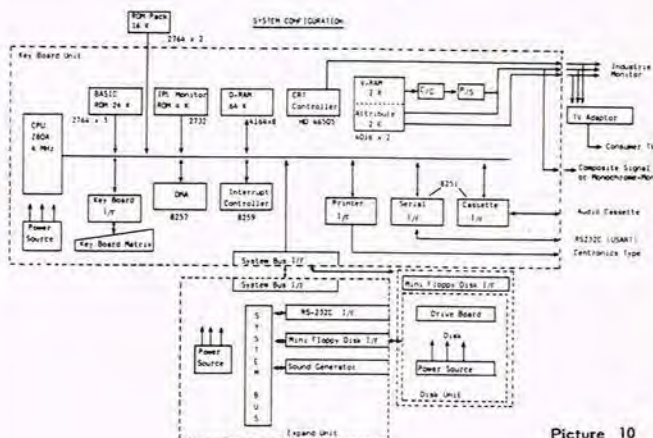 SYSTEM CONFIGURATION
ROM Pack
16 K
2764 x 2
Key Board Unit
BASIC
ROM 24 K
2764 x 3
IPL Monitor
ROM 4 K
2732
D-RAM
64 K
4164x8
CRT
Controller
HD 46505
V-RAM
2 K
Attribute
2 K
4016 x 2
C/G
P/S
Industrie
Monitor
TV Adaptor
Consumer TV
Composite Signal
CPU
Z80A
4 MHz
Power
Source
Key Board
I/F
Key Board Matrix
DMA
8257
Interrupt
Controller
8259
Printer
I/F
Serial
I/F
8251
Cassette
I/F
Audio Cassette
RS232C (USART)
Centronics Type
System Bus I/F
System Bus I/F
Mini Floppy Disk I/F
Drive Board
Disk
Power Source
Disk Unit
Power
Source
SYSTEM BUS
RS-232C I/F
Mini Floppy Disk I/F
Sound Generator
Expand Unit
Picture 10